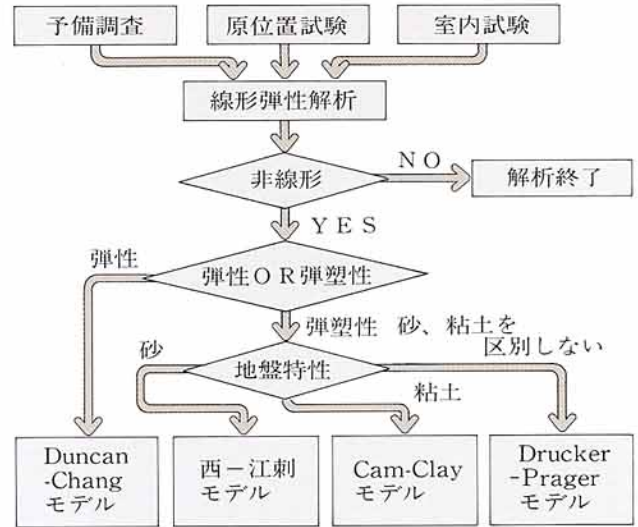 予備調査
原位置試験
室内試験
線形弾性解析
非線形
NO
解析終了
YES
弾性
弾性OR弾塑性
弾塑性
砂、粘土を
区別しない
砂
地盤特性
粘土
Duncan
-Chang
モデル
西－江刺
モデル
Cam-Clay
モデル
Drucker
-Prager
モデル